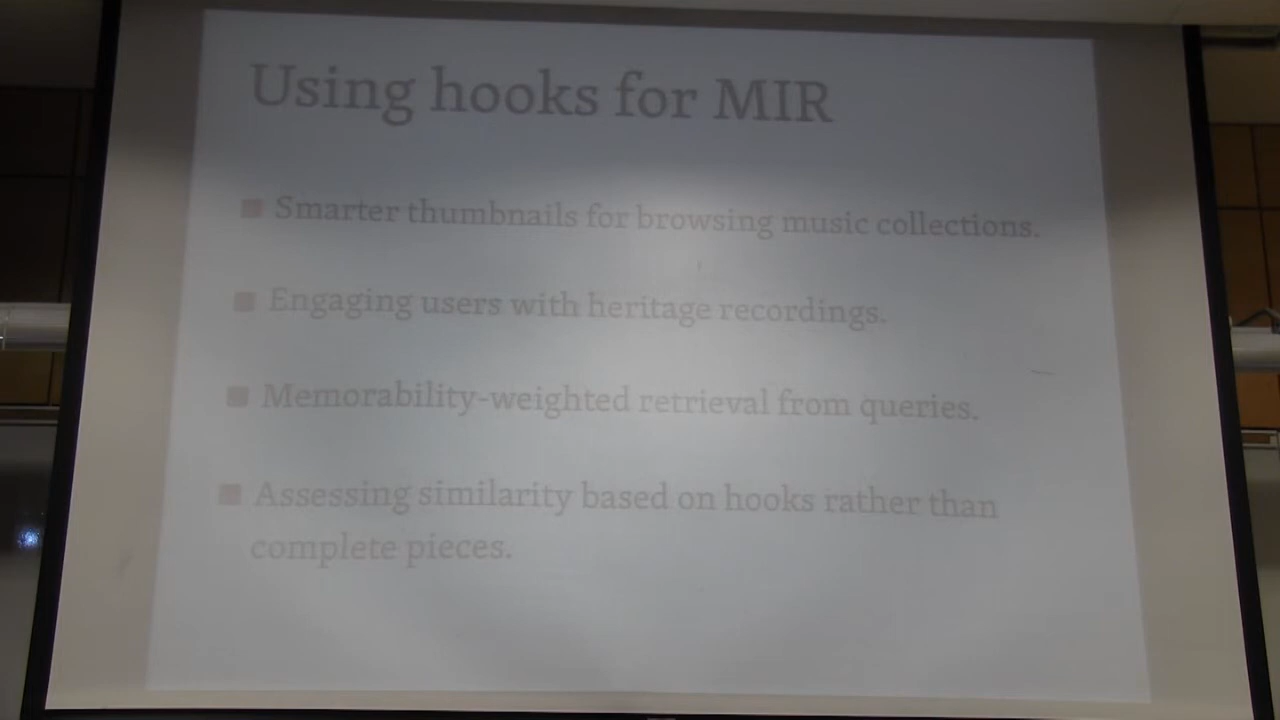 Using hooks for MIR
Smarter thumbnails for browsing music collections.
Engaging users with heritage recordings.
Memorability-weighted retrieval from queries.
Assessing similarity based on hooks rather than
complete pieces.